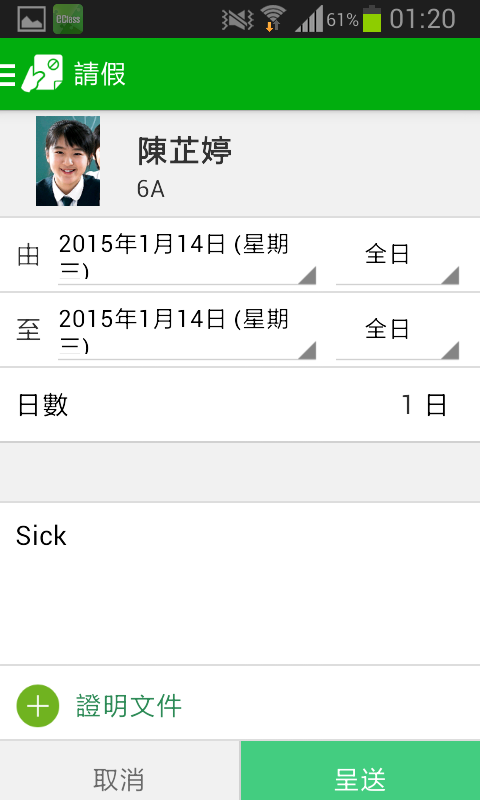 eClass
61%
01:20
請假
陳芷婷
6A
由
2015年1月14日 (星期
三)
全日
至
2015年1月14日 (星期
三)
全日
日數
1 日
Sick
證明文件
取消
呈送